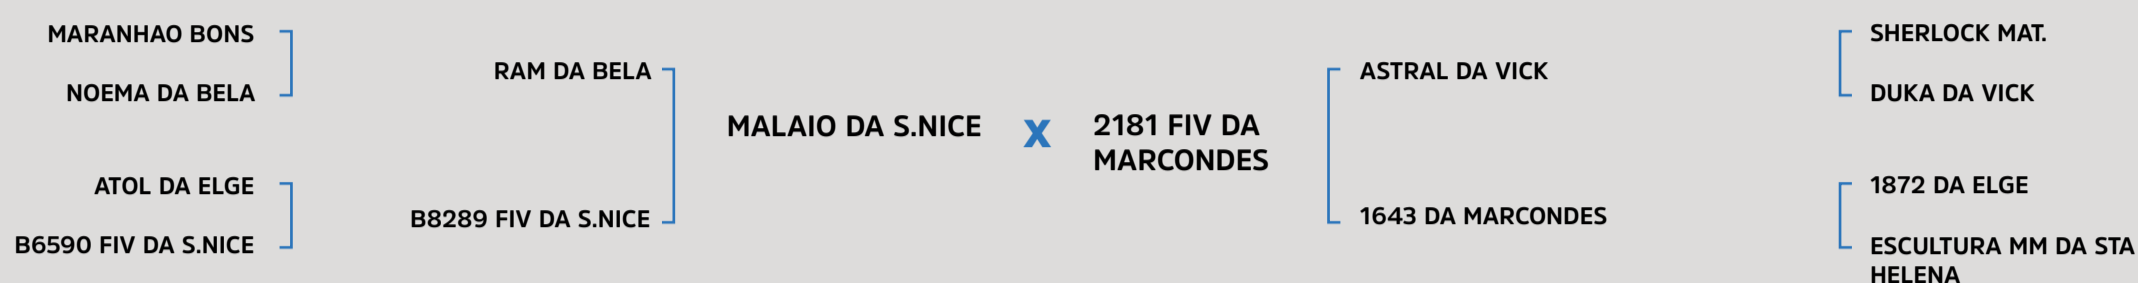 MARANHAO BONS
NOEMA DA BELA
ATOL DA ELGE
B6590 FIV DA S.NICE
RAM DA BELA
B8289 FIV DA S.NICE
MALAIO DA S.NICE
X
2181 FIV DA
MARCONDES
ASTRAL DA VICK
1643 DA MARCONDES
SHERLOCK MAT.
DUKA DA VICK
1872 DA ELGE
ESCULTURA MM DA STA
HELENA